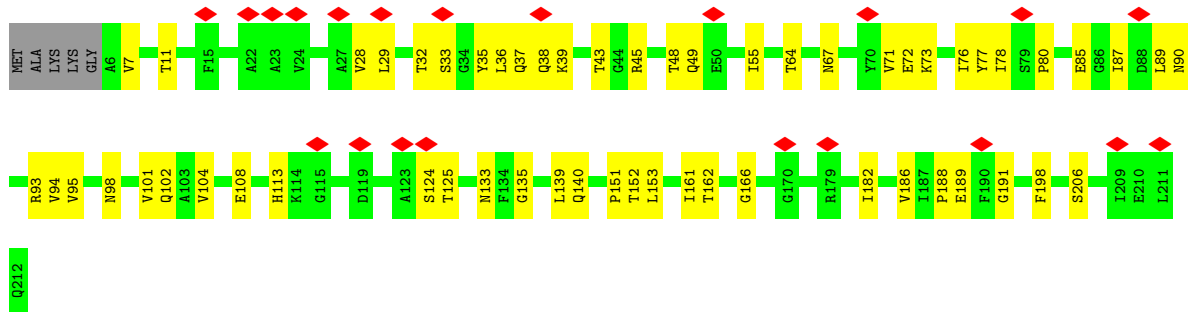 MET ALA LYS LYS GLY A6 V7 T11 F15 A22 A23 V24 A27 V28 L29 T32 S33 G34 Y35 L36 Q37 Q38 K39 T43 G44 R45 T48 Q49 E50 I55 T64 N67 Y70 V71 E72 K73 I76 Y77 I78 S79 P80 E85 G86 I87 D88 L89 N90
R93 V94 V95 N98 V101 Q102 A103 V104 E108 H113 K114 G115 D119 A123 S124 T125 N133 F134 G135 L139 Q140 P151 T152 L153 I161 T162 G166 G170 R179 I182 V186 I187 P188 E189 F190 G191 F198 S206 I209 E210 L211
Q212